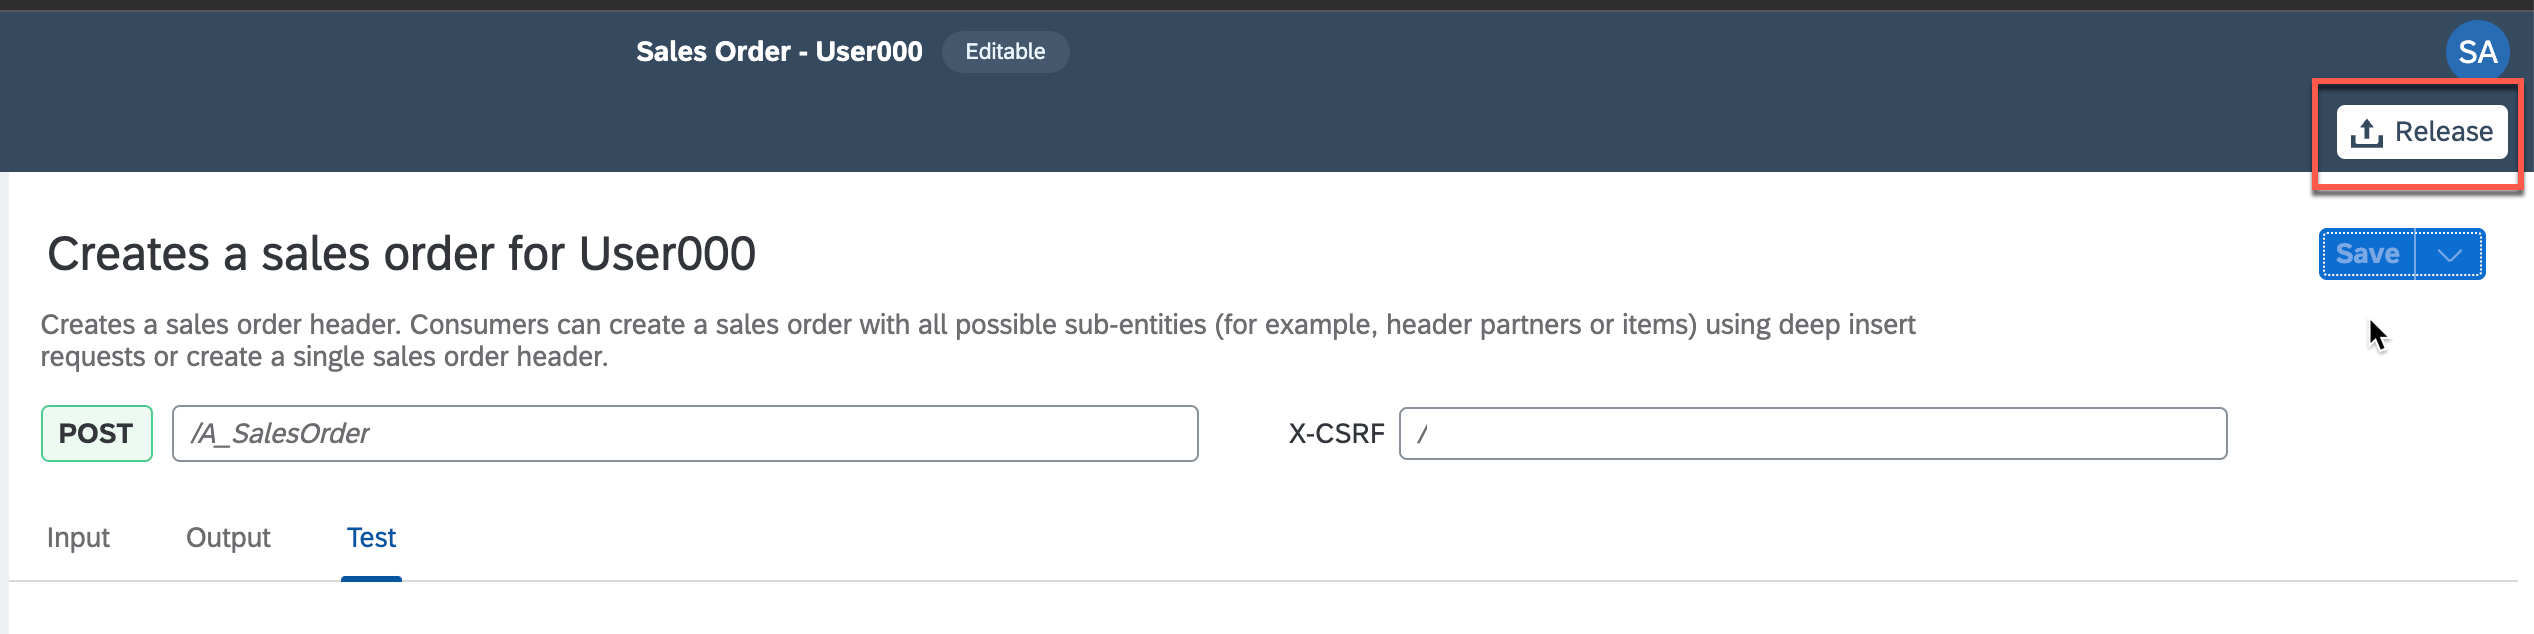 Sales Order - User000 Editable
SA
Release
Creates a sales order for User000
Save
Creates a sales order header. Consumers can create a sales order with all possible sub-entities (for example, header partners or items) using deep insert
requests or create a single sales order header.
POST /A_SalesOrder X-CSRF /
Input Output Test